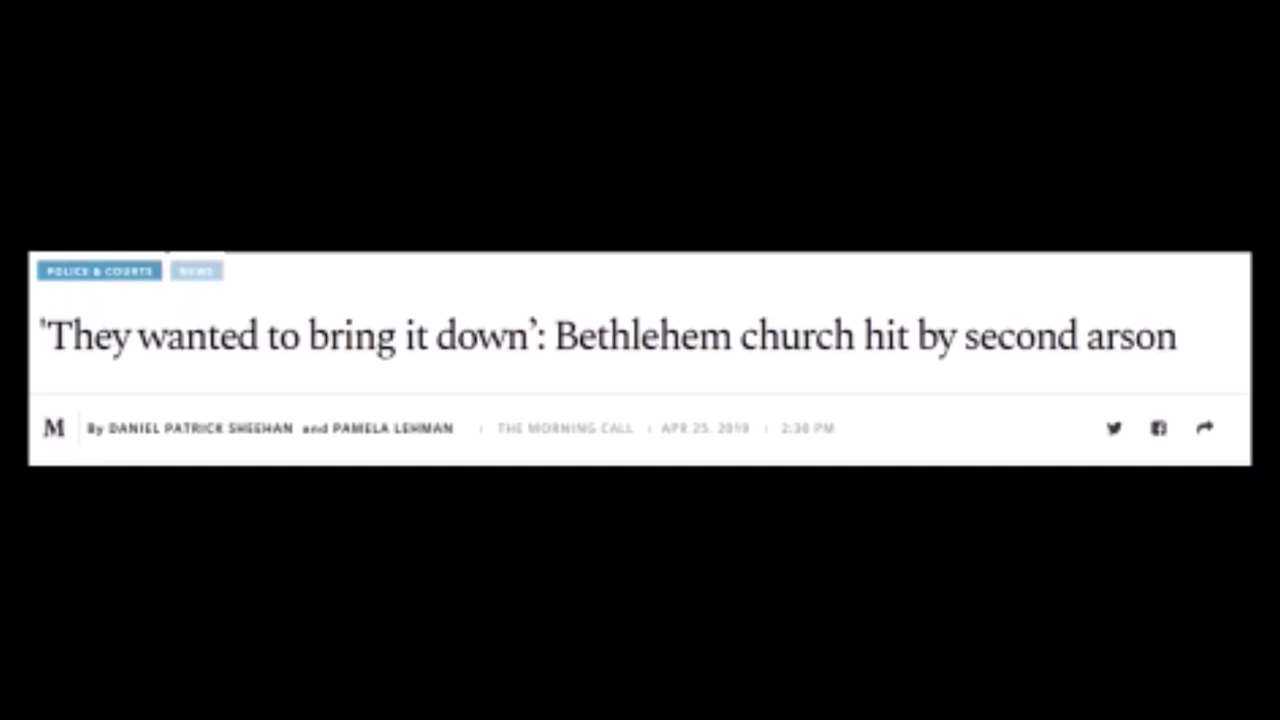 POLICE & COURTS NEWS
'They wanted to bring it down’: Bethlehem church hit by second arson
M By DANIEL PATRICK SHEEHAN and PAMELA LEHMAN | THE MORNING CALL | APR 25, 2019 | 2:30 PM